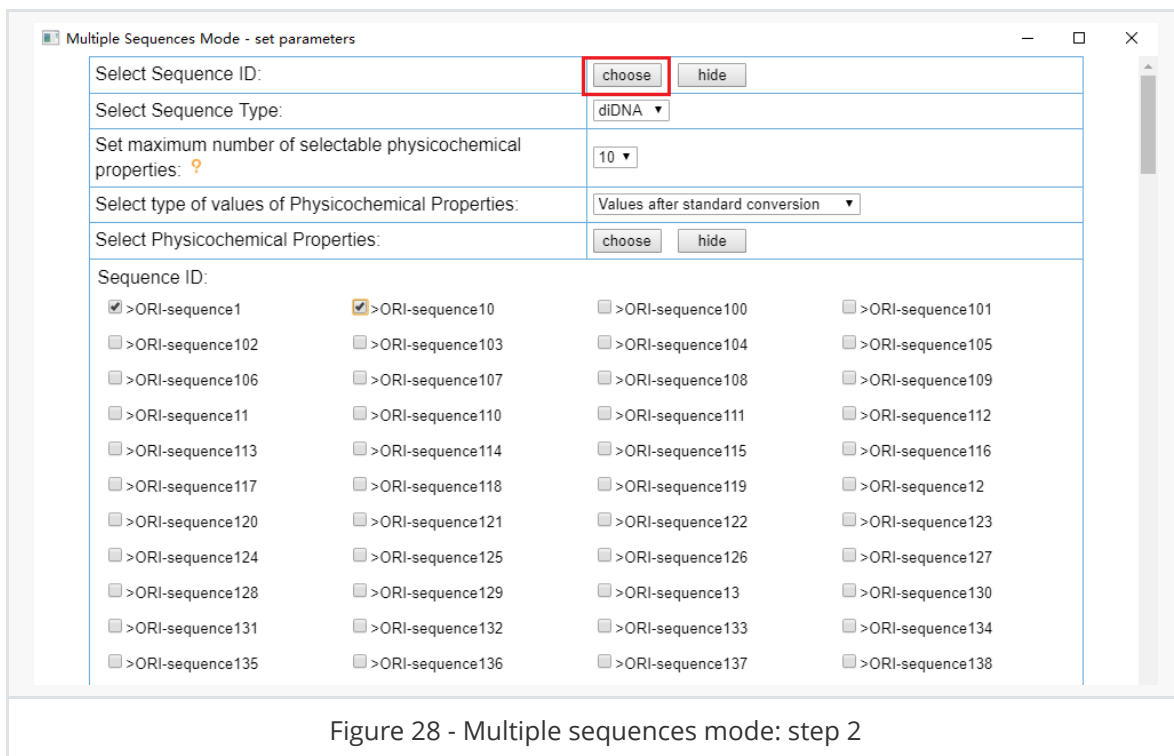 Multiple Sequences Mode - set parameters
Select Sequence ID: choose hide
Select Sequence Type: diDNA
Set maximum number of selectable physicochemical
properties: ? 10
Select type of values of Physicochemical Properties: Values after standard conversion
Select Physicochemical Properties: choose hide
Sequence ID:
>ORI-sequence1 >ORI-sequence10 >ORI-sequence100 >ORI-sequence101
>ORI-sequence102 >ORI-sequence103 >ORI-sequence104 >ORI-sequence105
>ORI-sequence106 >ORI-sequence107 >ORI-sequence108 >ORI-sequence109
>ORI-sequence11 >ORI-sequence110 >ORI-sequence111 >ORI-sequence112
>ORI-sequence113 >ORI-sequence114 >ORI-sequence115 >ORI-sequence116
>ORI-sequence117 >ORI-sequence118 >ORI-sequence119 >ORI-sequence12
>ORI-sequence120 >ORI-sequence121 >ORI-sequence122 >ORI-sequence123
>ORI-sequence124 >ORI-sequence125 >ORI-sequence126 >ORI-sequence127
>ORI-sequence128 >ORI-sequence129 >ORI-sequence13 >ORI-sequence130
>ORI-sequence131 >ORI-sequence132 >ORI-sequence133 >ORI-sequence134
>ORI-sequence135 >ORI-sequence136 >ORI-sequence137 >ORI-sequence138
Figure 28 - Multiple sequences mode: step 2